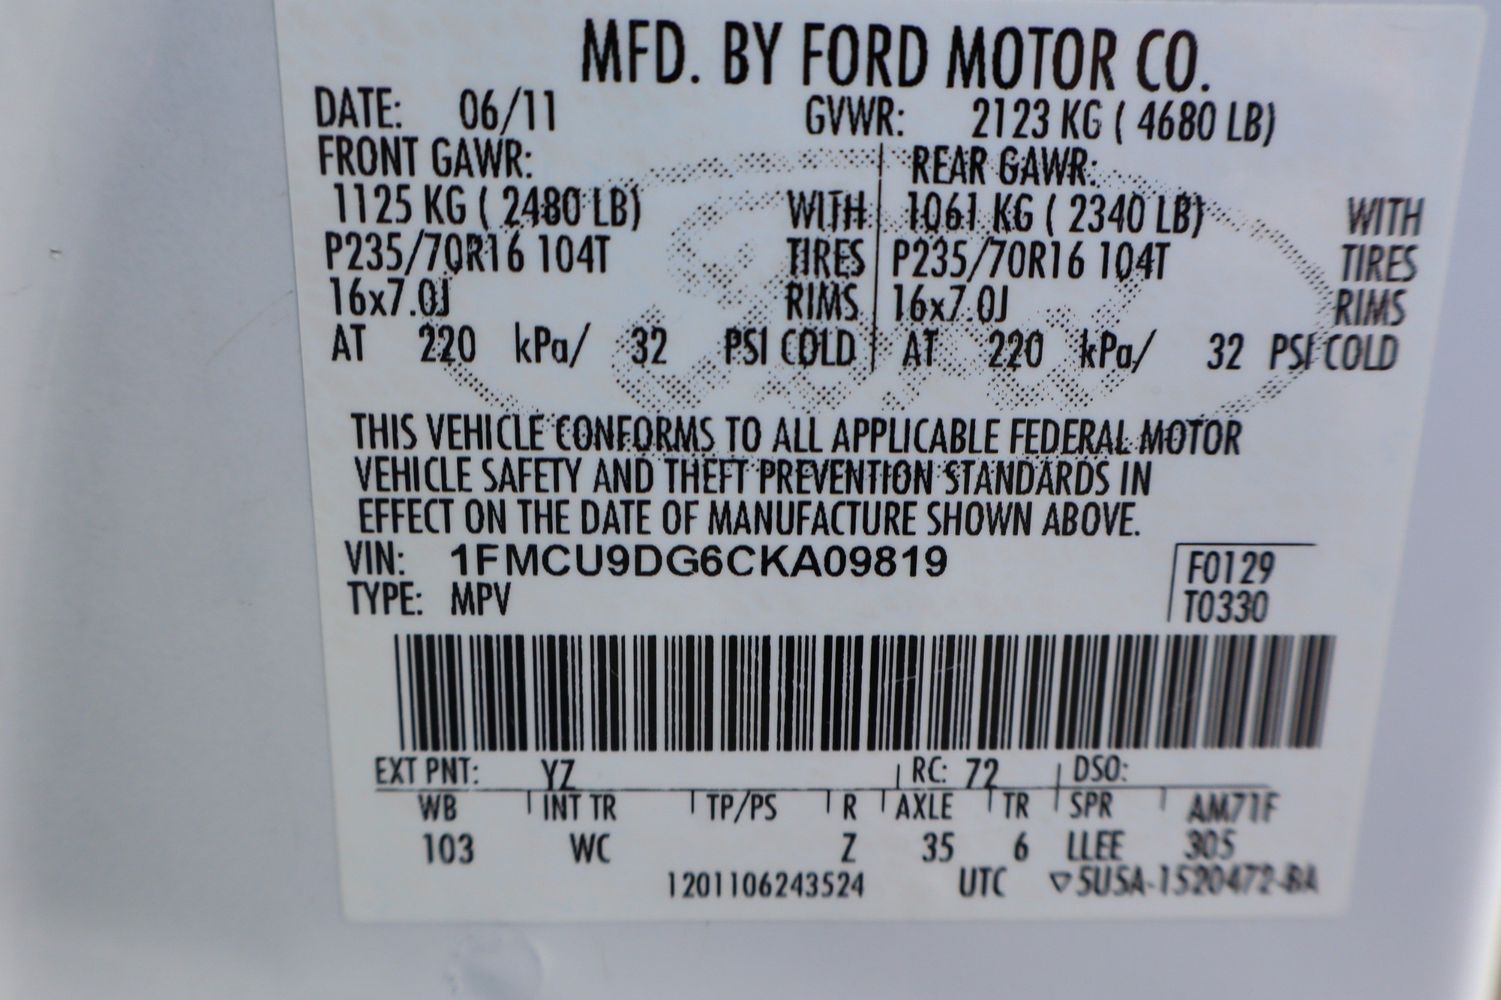 MFD. BY FORD MOTOR CO.
DATE: 06/11 GVWR: 2123 KG ( 4680 LB)
FRONT GAWR: REAR GAWR:
1125 KG ( 2480 LB) WITH 1061 KG ( 2340 LB) WITH
P235/70R16 104T TIRES P235/70R16 104T TIRES
16x7.0J RIMS 16x7.0J RIMS
AT 220 kPa/ 32 PSI COLD AT 220 kPa/ 32 PSI COLD
THIS VEHICLE CONFORMS TO ALL APPLICABLE FEDERAL MOTOR
VEHICLE SAFETY AND THEFT PREVENTION STANDARDS IN
EFFECT ON THE DATE OF MANUFACTURE SHOWN ABOVE.
VIN: 1FMCU9DG6CKA09819 F0129
TYPE: MPV T0330
EXT PNT: YZ RC: 72 DSO:
WB INT TR TP/PS R AXLE TR SPR AM71F
103 WC Z 35 6 LLEE 305
1201106243524 UTC ▽5U5A-1520472-BA